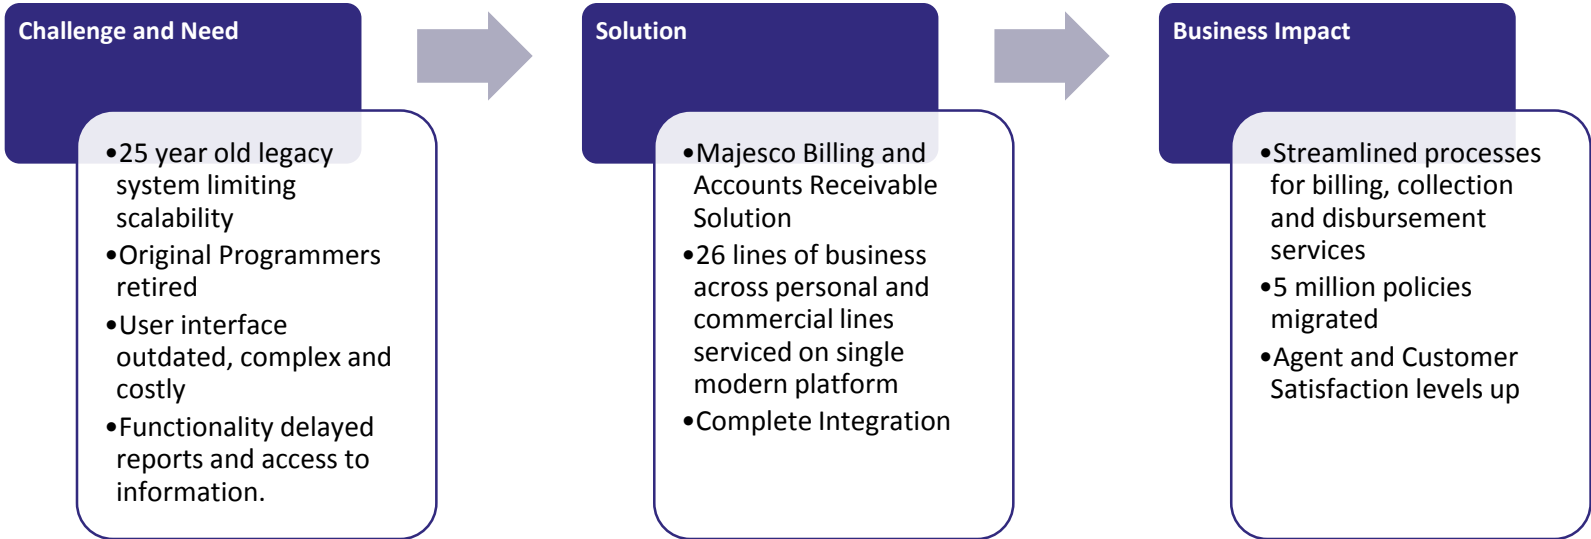 Challenge and Need
•25 year old legacy
system limiting
scalability
•Original Programmers
retired
•User interface
outdated, complex and
costly
•Functionality delayed
reports and access to
information.
Solution
•Majesco Billing and
Accounts Receivable
Solution
•26 lines of business
across personal and
commercial lines
serviced on single
modern platform
•Complete Integration
Business Impact
•Streamlined processes
for billing, collection
and disbursement
services
•5 million policies
migrated
•Agent and Customer
Satisfaction levels up